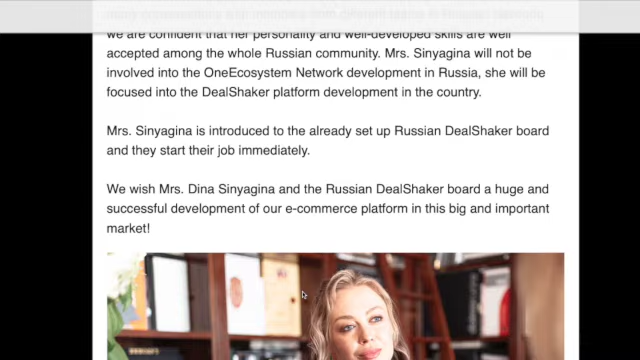 we are confident that her personality and well-developed skills are well
accepted among the whole Russian community. Mrs. Sinyagina will not be
involved into the OneEcosystem Network development in Russia, she will be
focused into the DealShaker platform development in the country.
Mrs. Sinyagina is introduced to the already set up Russian DealShaker board
and they start their job immediately.
We wish Mrs. Dina Sinyagina and the Russian DealShaker board a huge and
successful development of our e-commerce platform in this big and important
market!